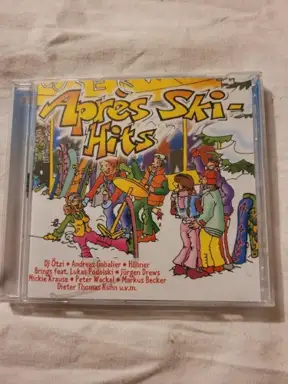 Après Ski-
Hits
DJ Ötzi • Andreas Gabalier • Höhner
Brings feat. Lukas Podolski • Jürgen Drews
Mickie Krause • Peter Wackel • Markus Becker
Dieter Thomas Kuhn u.v.m.